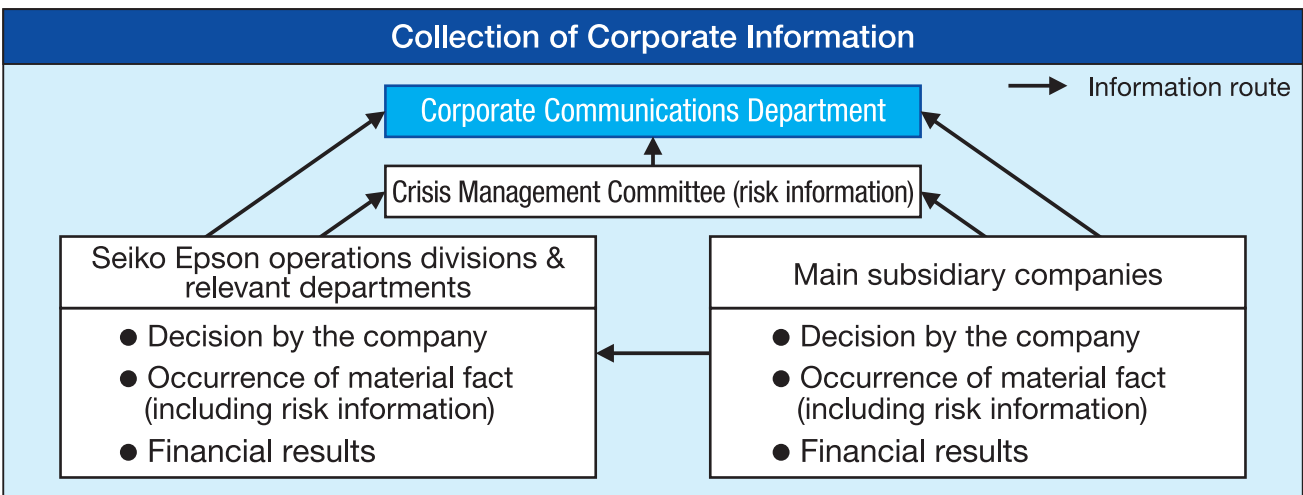 Collection of Corporate Information
Information route
Corporate Communications Department
Crisis Management Committee (risk information)
Seiko Epson operations divisions &
relevant departments
● Decision by the company
● Occurrence of material fact
(including risk information)
● Financial results
Main subsidiary companies
● Decision by the company
● Occurrence of material fact
(including risk information)
● Financial results